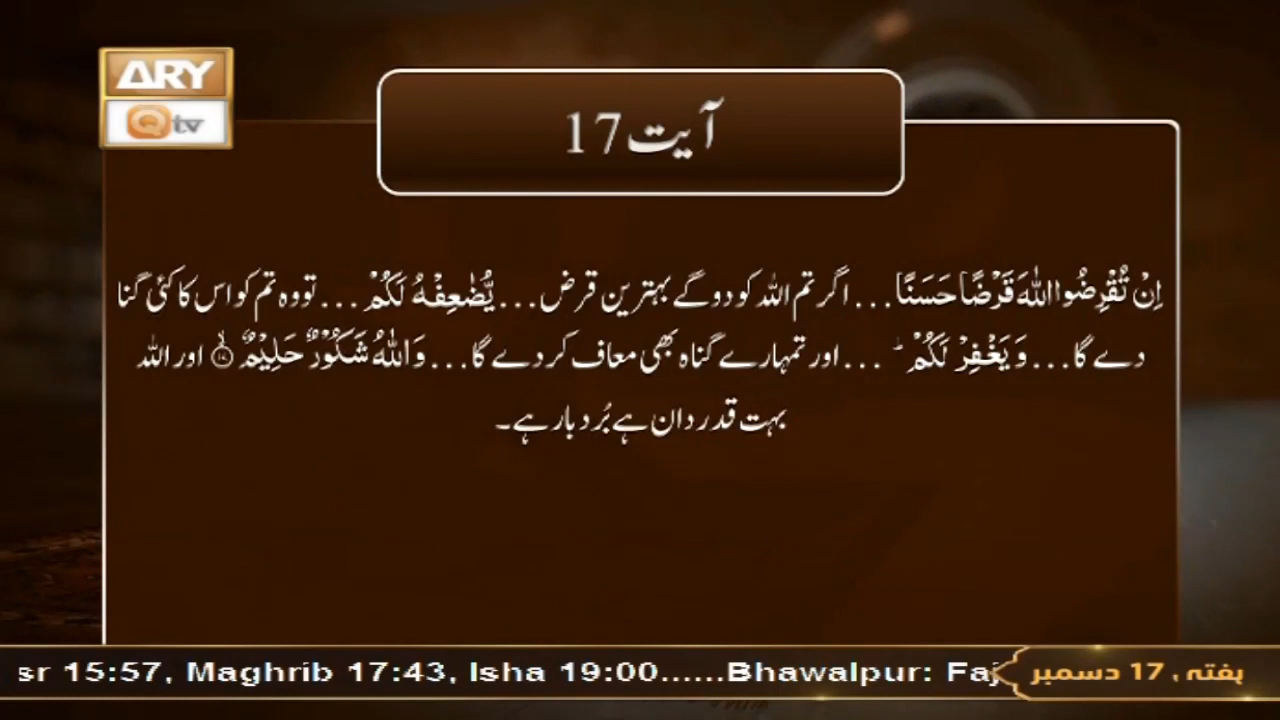 ARY
Qtv
آیت 17
اِنْ تُقْرِضُوا اللّٰهَ قَرْضًا حَسَنًا... اگر تم اللہ کو دو گے بہترین قرض... یُّضٰعِفْهُ لَكُمْ... تو وہ تم کو اس کا کئی گنا
دے گا... وَ یَغْفِرْ لَكُمْ ؕ ... اور تمہارے گناہ بھی معاف کر دے گا... وَ اللّٰهُ شَكُوْرٌ حَلِیْمٌ ۙ﴿۱۷﴾ اور اللہ
بہت قدر دان ہے بُردبار ہے۔
sr 15:57, Maghrib 17:43, Isha 19:00......Bhawalpur: Faj
ہفتہ , 17 دسمبر